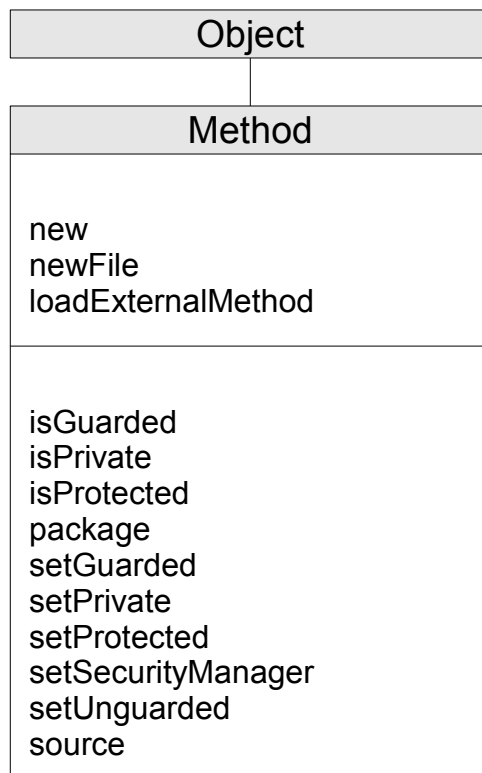 Object
Method
new
newFile
loadExternalMethod
isGuarded
isPrivate
isProtected
package
setGuarded
setPrivate
setProtected
setSecurityManager
setUnguarded
source